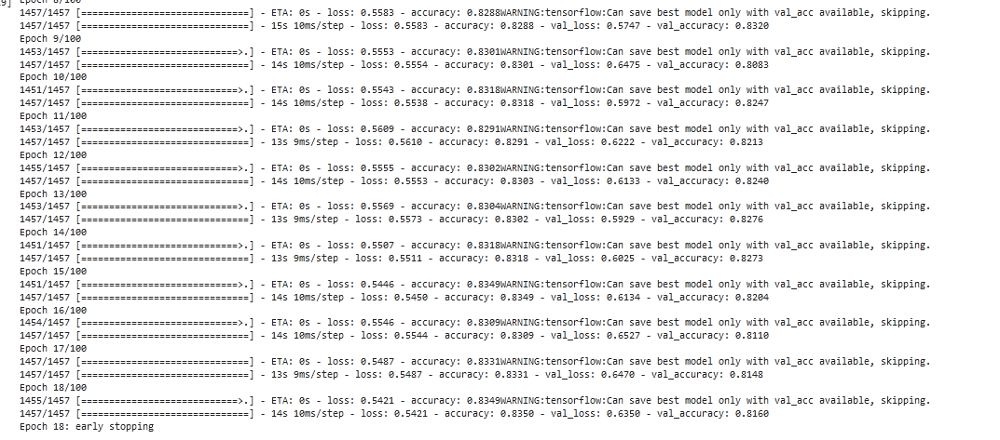 9]
Epoch 8/100
1457/1457 [==============================] - ETA: 0s - loss: 0.5583 - accuracy: 0.8288WARNING:tensorflow:Can save best model only with val_acc available, skipping.
1457/1457 [==============================] - 15s 10ms/step - loss: 0.5583 - accuracy: 0.8288 - val_loss: 0.5747 - val_accuracy: 0.8320
Epoch 9/100
1453/1457 [============================>.] - ETA: 0s - loss: 0.5553 - accuracy: 0.8301WARNING:tensorflow:Can save best model only with val_acc available, skipping.
1457/1457 [==============================] - 14s 10ms/step - loss: 0.5554 - accuracy: 0.8301 - val_loss: 0.6475 - val_accuracy: 0.8083
Epoch 10/100
1451/1457 [============================>.] - ETA: 0s - loss: 0.5543 - accuracy: 0.8318WARNING:tensorflow:Can save best model only with val_acc available, skipping.
1457/1457 [==============================] - 14s 10ms/step - loss: 0.5538 - accuracy: 0.8318 - val_loss: 0.5972 - val_accuracy: 0.8247
Epoch 11/100
1453/1457 [============================>.] - ETA: 0s - loss: 0.5609 - accuracy: 0.8291WARNING:tensorflow:Can save best model only with val_acc available, skipping.
1457/1457 [==============================] - 13s 9ms/step - loss: 0.5610 - accuracy: 0.8291 - val_loss: 0.6222 - val_accuracy: 0.8213
Epoch 12/100
1455/1457 [============================>.] - ETA: 0s - loss: 0.5555 - accuracy: 0.8302WARNING:tensorflow:Can save best model only with val_acc available, skipping.
1457/1457 [==============================] - 14s 10ms/step - loss: 0.5553 - accuracy: 0.8303 - val_loss: 0.6133 - val_accuracy: 0.8240
Epoch 13/100
1453/1457 [============================>.] - ETA: 0s - loss: 0.5569 - accuracy: 0.8304WARNING:tensorflow:Can save best model only with val_acc available, skipping.
1457/1457 [==============================] - 13s 9ms/step - loss: 0.5573 - accuracy: 0.8302 - val_loss: 0.5929 - val_accuracy: 0.8276
Epoch 14/100
1451/1457 [============================>.] - ETA: 0s - loss: 0.5507 - accuracy: 0.8318WARNING:tensorflow:Can save best model only with val_acc available, skipping.
1457/1457 [==============================] - 13s 9ms/step - loss: 0.5511 - accuracy: 0.8318 - val_loss: 0.6025 - val_accuracy: 0.8273
Epoch 15/100
1451/1457 [============================>.] - ETA: 0s - loss: 0.5446 - accuracy: 0.8349WARNING:tensorflow:Can save best model only with val_acc available, skipping.
1457/1457 [==============================] - 14s 10ms/step - loss: 0.5450 - accuracy: 0.8349 - val_loss: 0.6134 - val_accuracy: 0.8204
Epoch 16/100
1454/1457 [============================>.] - ETA: 0s - loss: 0.5546 - accuracy: 0.8309WARNING:tensorflow:Can save best model only with val_acc available, skipping.
1457/1457 [==============================] - 14s 10ms/step - loss: 0.5544 - accuracy: 0.8309 - val_loss: 0.6527 - val_accuracy: 0.8110
Epoch 17/100
1457/1457 [==============================] - ETA: 0s - loss: 0.5487 - accuracy: 0.8331WARNING:tensorflow:Can save best model only with val_acc available, skipping.
1457/1457 [==============================] - 13s 9ms/step - loss: 0.5487 - accuracy: 0.8331 - val_loss: 0.6470 - val_accuracy: 0.8148
Epoch 18/100
1455/1457 [============================>.] - ETA: 0s - loss: 0.5421 - accuracy: 0.8349WARNING:tensorflow:Can save best model only with val_acc available, skipping.
1457/1457 [==============================] - 14s 10ms/step - loss: 0.5421 - accuracy: 0.8350 - val_loss: 0.6350 - val_accuracy: 0.8160
Epoch 18: early stopping